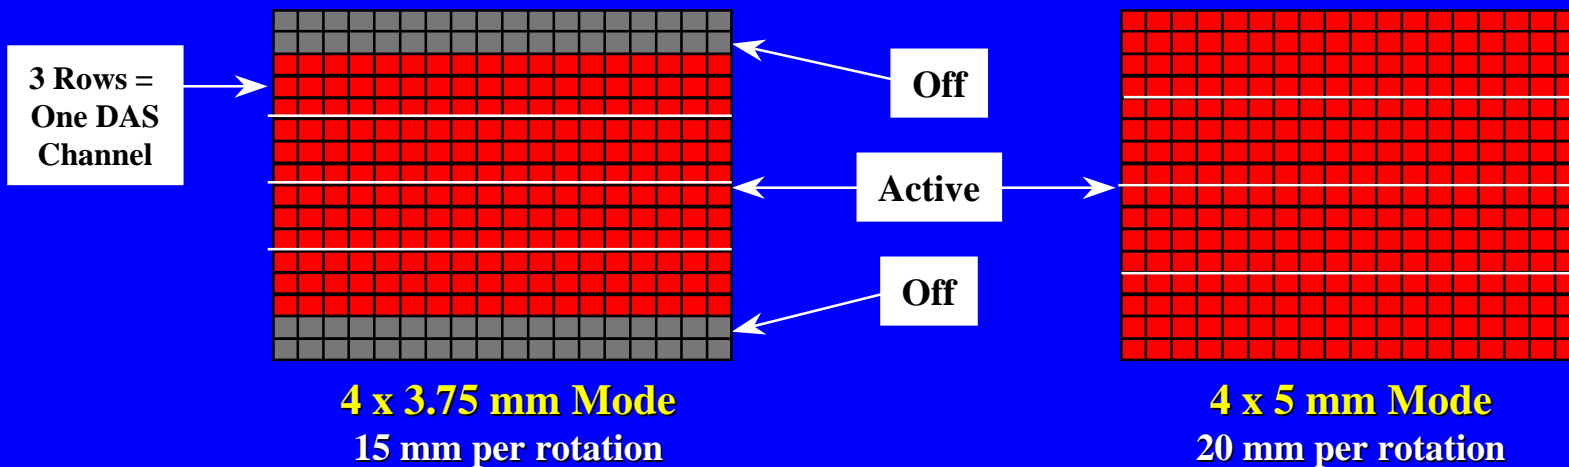 3 Rows =
One DAS
Channel
Off
Active
Off
4 x 3.75 mm Mode
15 mm per rotation
4 x 5 mm Mode
20 mm per rotation